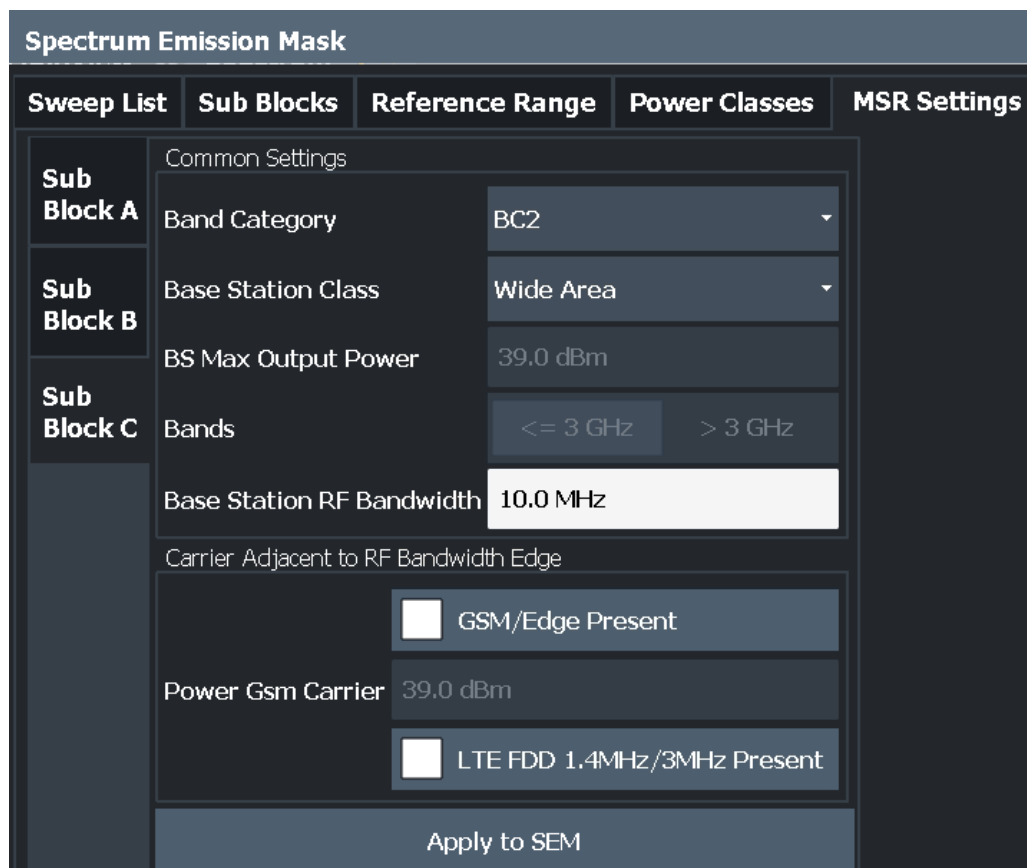 Spectrum Emission Mask
Sweep List Sub Blocks Reference Range Power Classes MSR Settings
Sub
Block A
Sub
Block B
Sub
Block C
Common Settings
Band Category BC2
Base Station Class Wide Area
BS Max Output Power 39.0 dBm
Bands <= 3 GHz > 3 GHz
Base Station RF Bandwidth 10.0 MHz
Carrier Adjacent to RF Bandwidth Edge
GSM/Edge Present
Power Gsm Carrier 39.0 dBm
LTE FDD 1.4MHz/3MHz Present
Apply to SEM